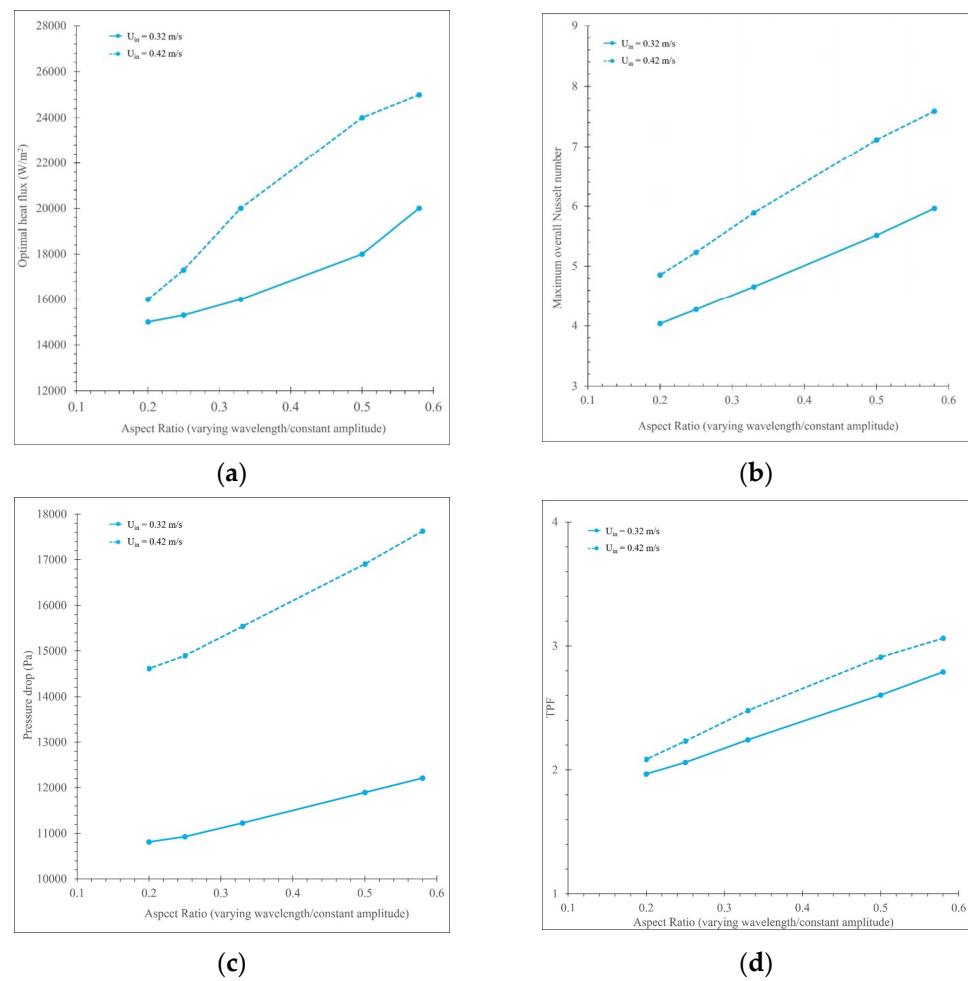 28000
26000
24000
22000
20000
18000
16000
14000
12000
Optimal heat flux (W/m²)
U_in = 0.32 m/s
U_in = 0.42 m/s
0.1 0.2 0.3 0.4 0.5 0.6
Aspect Ratio (varying wavelength/constant amplitude)
(a)
9
8
7
6
5
4
3
Maximum overall Nusselt number
U_in = 0.32 m/s
U_in = 0.42 m/s
0.1 0.2 0.3 0.4 0.5 0.6
Aspect Ratio (varying wavelength/constant amplitude)
(b)
18000
17000
16000
15000
14000
13000
12000
11000
10000
Pressure drop (Pa)
U_in = 0.32 m/s
U_in = 0.42 m/s
0.1 0.2 0.3 0.4 0.5 0.6
Aspect Ratio (varying wavelength/constant amplitude)
(c)
4
3
2
1
TPF
U_in = 0.32 m/s
U_in = 0.42 m/s
0.1 0.2 0.3 0.4 0.5 0.6
Aspect Ratio (varying wavelength/constant amplitude)
(d)